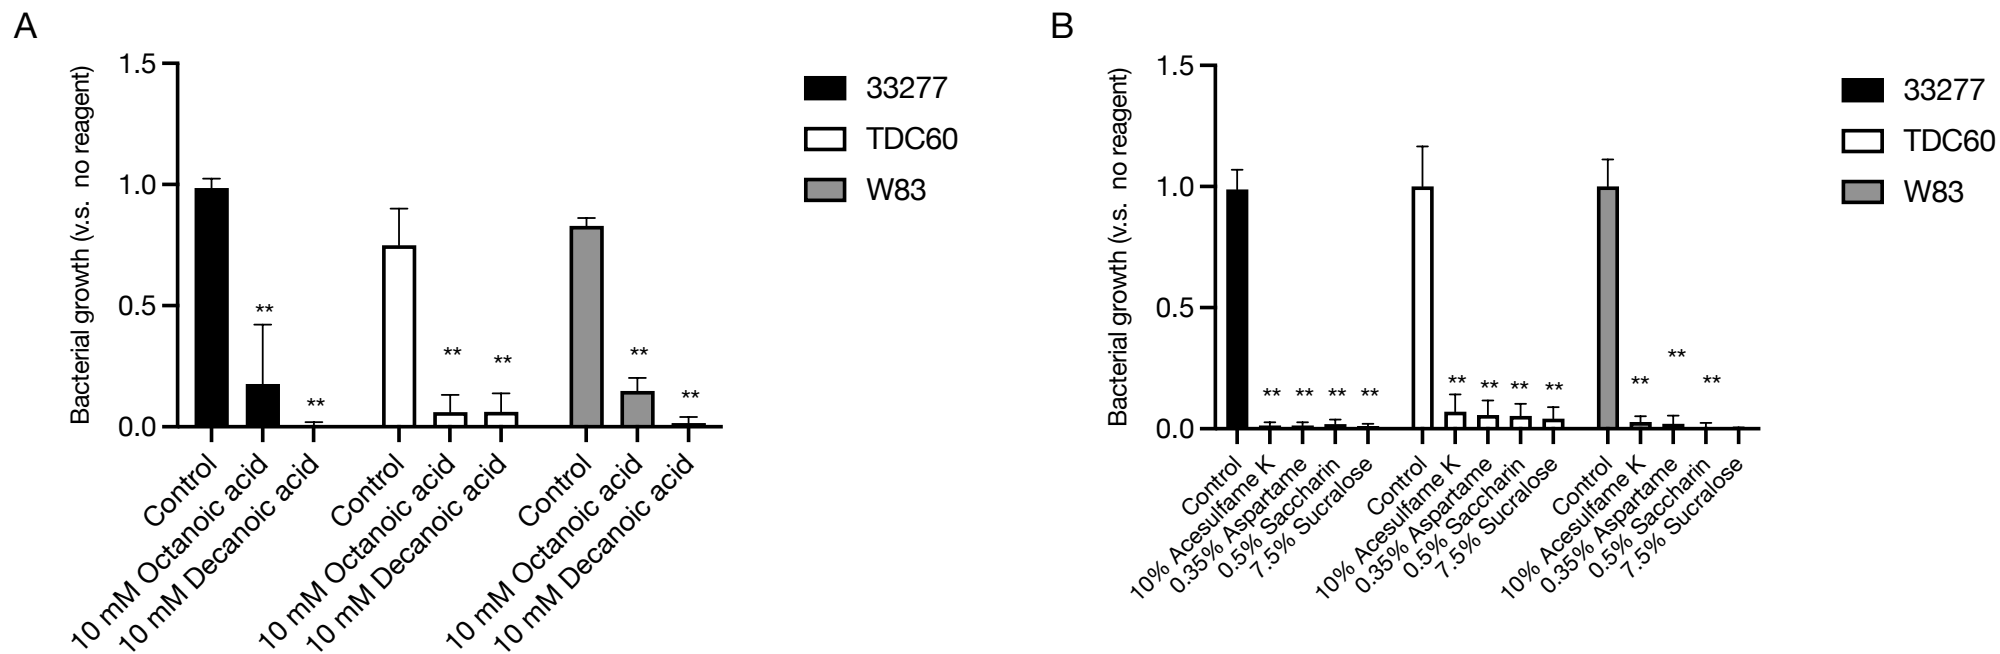 A
Bacterial growth (v.s. no reagent)
1.5
1.0
0.5
0.0
**
**
**
**
**
**
Control
10 mM Octanoic acid
10 mM Decanoic acid
Control
10 mM Octanoic acid
10 mM Decanoic acid
Control
10 mM Octanoic acid
10 mM Decanoic acid
33277
TDC60
W83
B
Bacterial growth (v.s. no reagent)
1.5
1.0
0.5
0.0
**
**
**
**
**
**
**
**
**
**
**
Control
10% Acesulfame K
0.35% Aspartame
0.5% Saccharin
7.5% Sucralose
Control
10% Acesulfame K
0.35% Aspartame
0.5% Saccharin
7.5% Sucralose
Control
10% Acesulfame K
0.35% Aspartame
0.5% Saccharin
7.5% Sucralose
33277
TDC60
W83